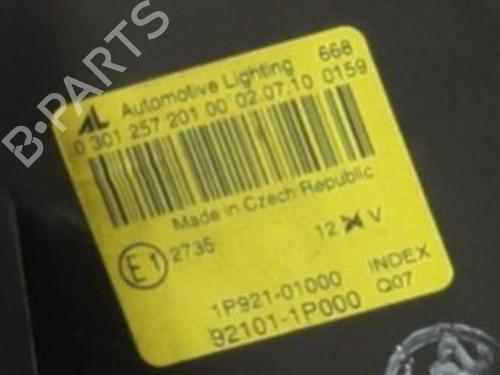 B-PARTS
AL Automotive Lighting 668
0 301 257 201 00 02.07.10 0159
Made in Czech Republic
E1 2735 12 V
1P921-01000 INDEX
92101-1P000 Q07